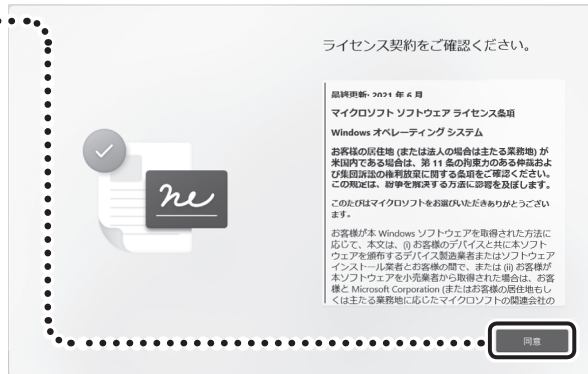 ライセンス契約をご確認ください。
最終更新: 2021 年 6 月
マイクロソフト ソフトウェア ライセンス条項
Windows オペレーティング システム
お客様の居住地 (または法人の場合は主たる業務地) が
米国内である場合は、第 11 条の拘束力のある仲裁およ
び集団訴訟の権利放棄に関する条項をご確認ください。
この規定は、紛争を解決する方法に影響を及ぼします。
このたびはマイクロソフトをお選びいただきありがとうござい
ます。
お客様が本 Windows ソフトウェアを取得された方法に
応じて、本文は、(i) お客様のデバイスと共に本ソフト
ウェアを頒布するデバイス製造業者またはソフトウェア
インストール業者とお客様の間で、または (ii) お客様が
本ソフトウェアを小売業者から取得された場合は、お客
様と Microsoft Corporation (またはお客様の居住地もし
くは主たる業務地に応じたマイクロソフトの関連会社の
同意